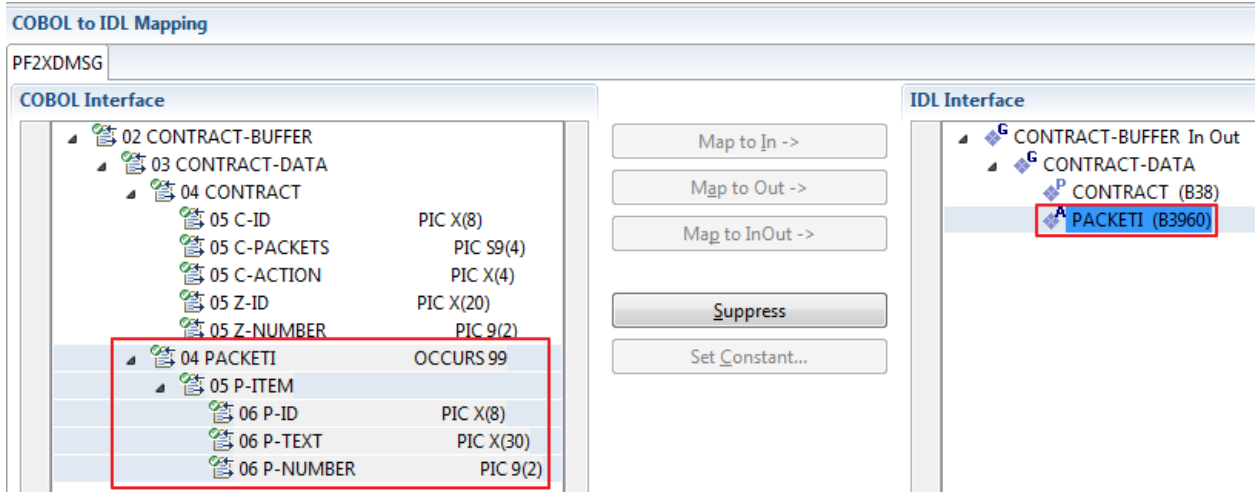 COBOL to IDL Mapping
PF2XDMSG
COBOL Interface
02 CONTRACT-BUFFER
03 CONTRACT-DATA
04 CONTRACT
05 C-ID PIC X(8)
05 C-PACKETS PIC S9(4)
05 C-ACTION PIC X(4)
05 Z-ID PIC X(20)
05 Z-NUMBER PIC 9(2)
04 PACKETI OCCURS 99
05 P-ITEM
06 P-ID PIC X(8)
06 P-TEXT PIC X(30)
06 P-NUMBER PIC 9(2)
Map to In ->
Map to Out ->
Map to InOut ->
Suppress
Set Constant...
IDL Interface
G CONTRACT-BUFFER In Out
G CONTRACT-DATA
P CONTRACT (B38)
A PACKETI (B3960)